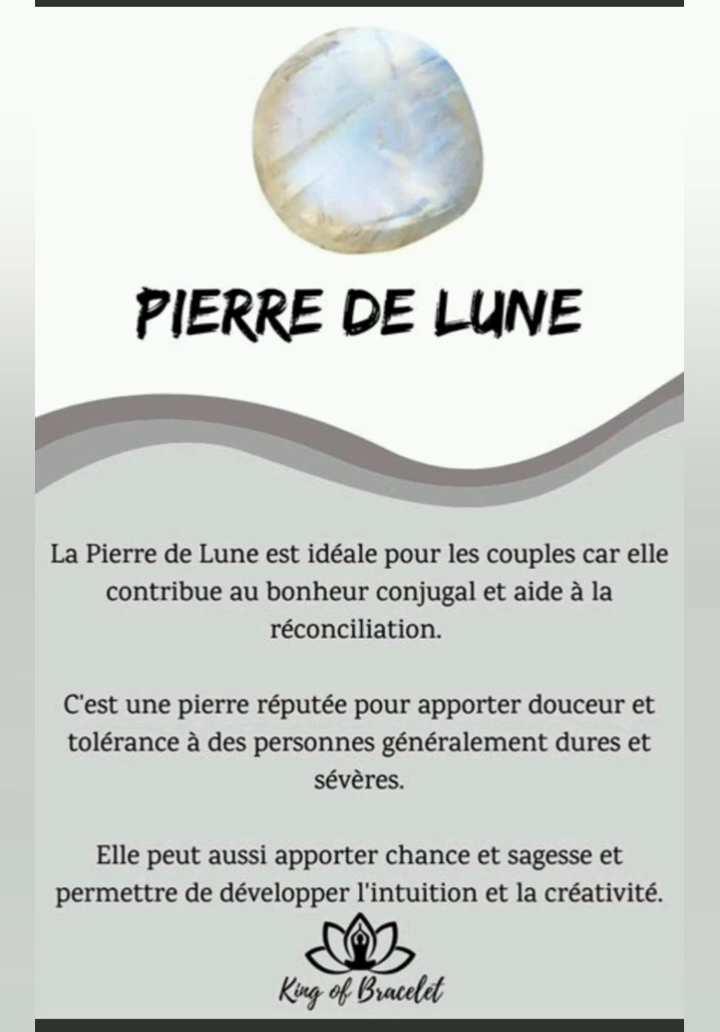 PIERRE DE LUNE
La Pierre de Lune est idéale pour les couples car elle
contribue au bonheur conjugal et aide à la
réconciliation.
C'est une pierre réputée pour apporter douceur et
tolérance à des personnes généralement dures et
sévères.
Elle peut aussi apporter chance et sagesse et
permettre de développer l'intuition et la créativité.
King of Bracelet